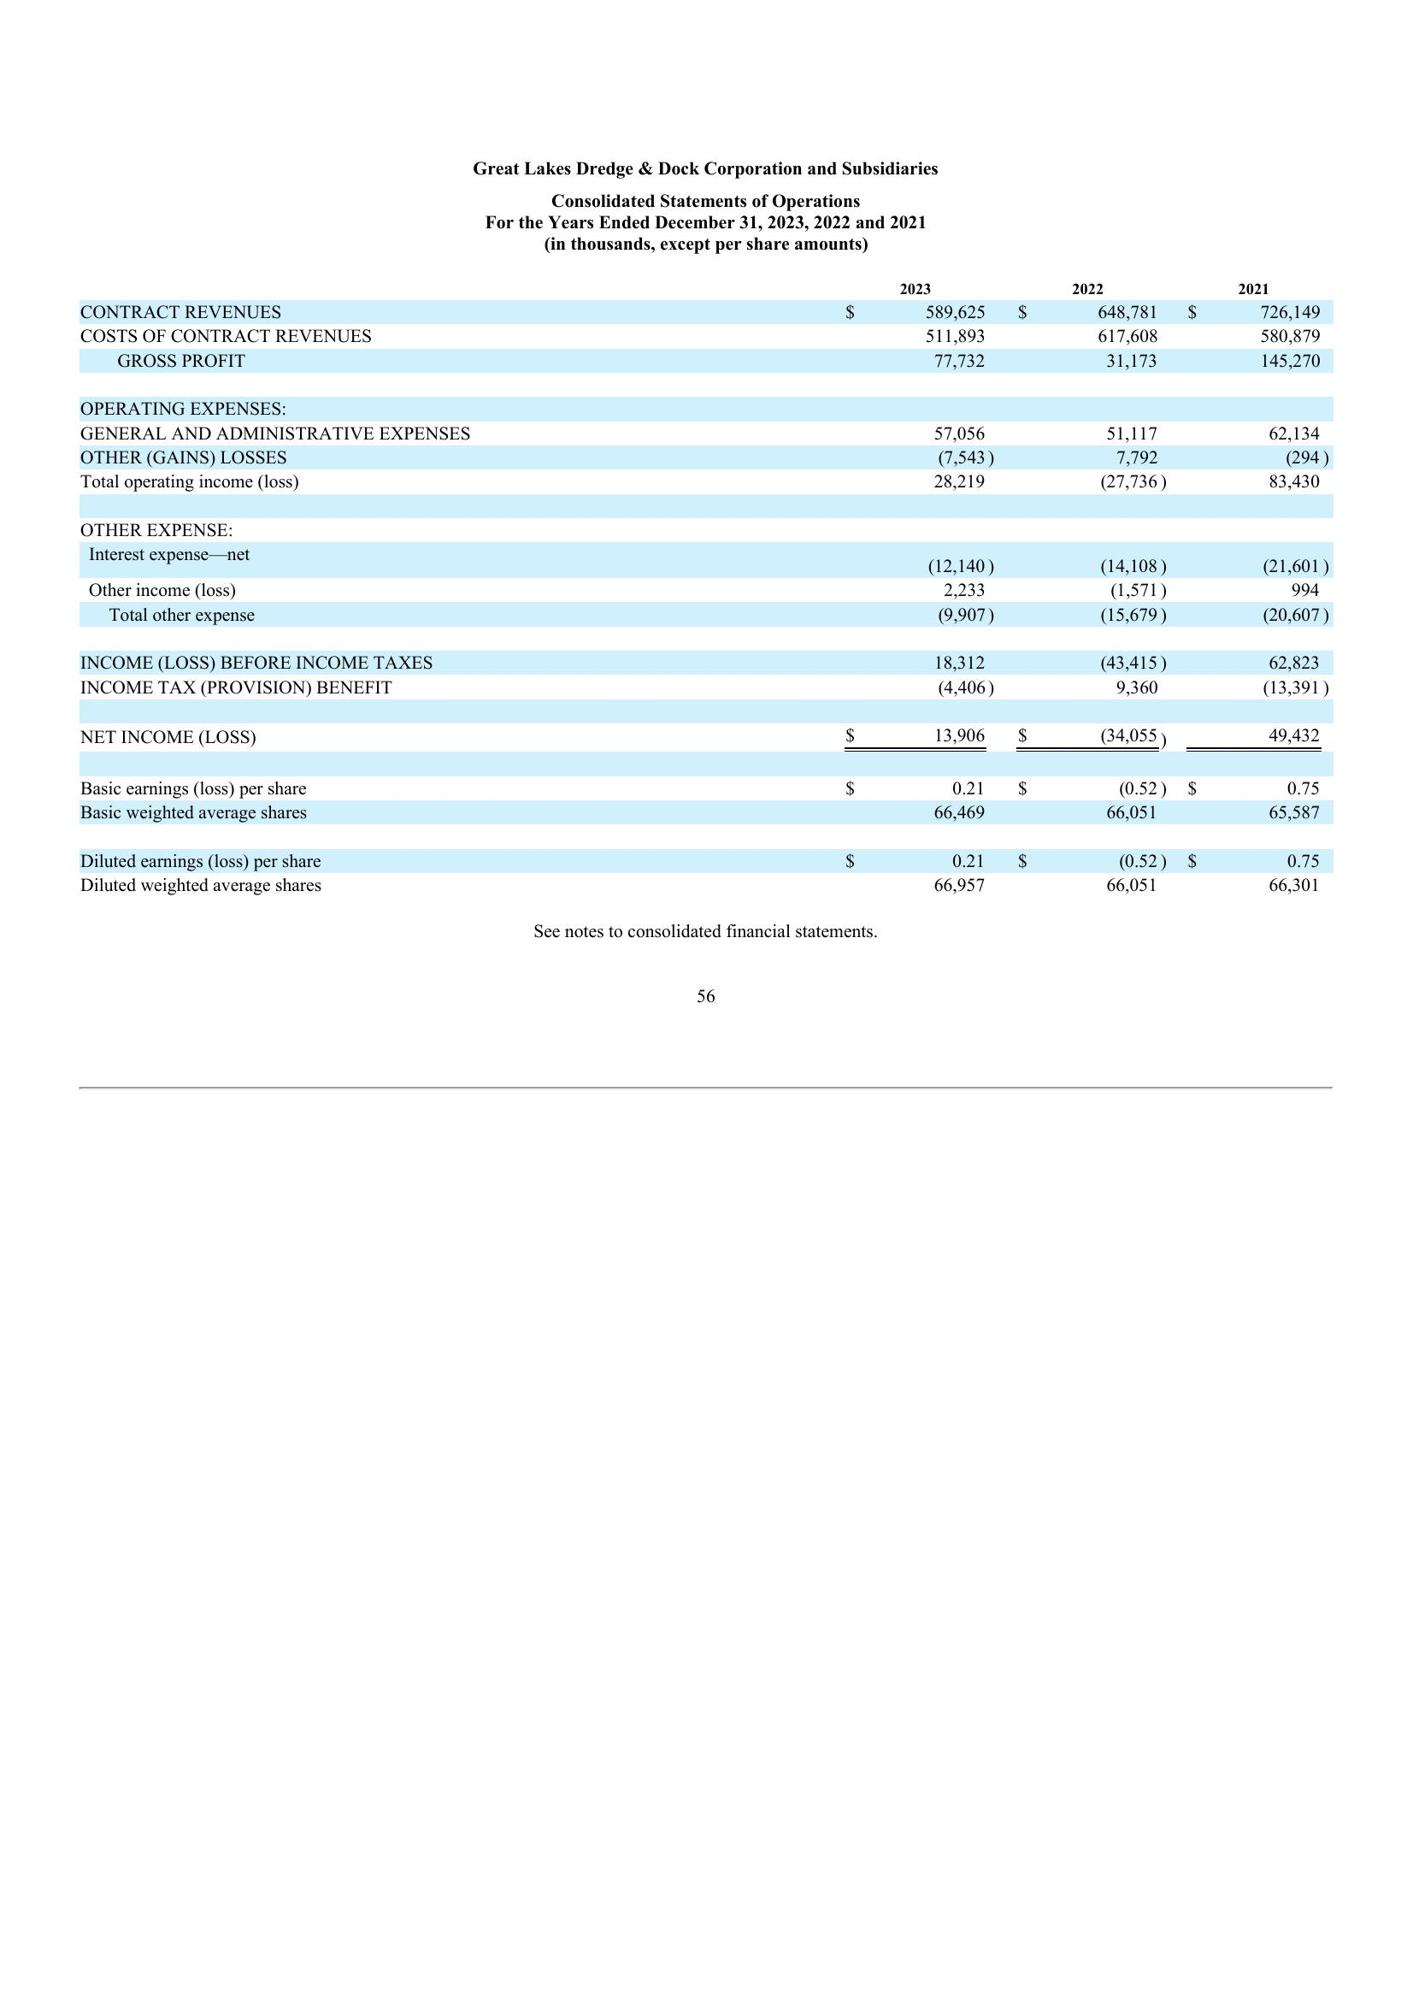 Great Lakes Dredge & Dock Corporation and Subsidiaries
Consolidated Statements of Operations
For the Years Ended December 31, 2023, 2022 and 2021
(in thousands, except per share amounts)
2023 2022 2021
CONTRACT REVENUES $ 589,625 $ 648,781 $ 726,149
COSTS OF CONTRACT REVENUES 511,893 617,608 580,879
GROSS PROFIT 77,732 31,173 145,270
OPERATING EXPENSES:
GENERAL AND ADMINISTRATIVE EXPENSES 57,056 51,117 62,134
OTHER (GAINS) LOSSES (7,543) 7,792 (294)
Total operating income (loss) 28,219 (27,736) 83,430
OTHER EXPENSE:
Interest expense—net (12,140) (14,108) (21,601)
Other income (loss) 2,233 (1,571) 994
Total other expense (9,907) (15,679) (20,607)
INCOME (LOSS) BEFORE INCOME TAXES 18,312 (43,415) 62,823
INCOME TAX (PROVISION) BENEFIT (4,406) 9,360 (13,391)
NET INCOME (LOSS) $ 13,906 $ (34,055) 49,432
Basic earnings (loss) per share $ 0.21 $ (0.52) $ 0.75
Basic weighted average shares 66,469 66,051 65,587
Diluted earnings (loss) per share $ 0.21 $ (0.52) $ 0.75
Diluted weighted average shares 66,957 66,051 66,301
See notes to consolidated financial statements.
56